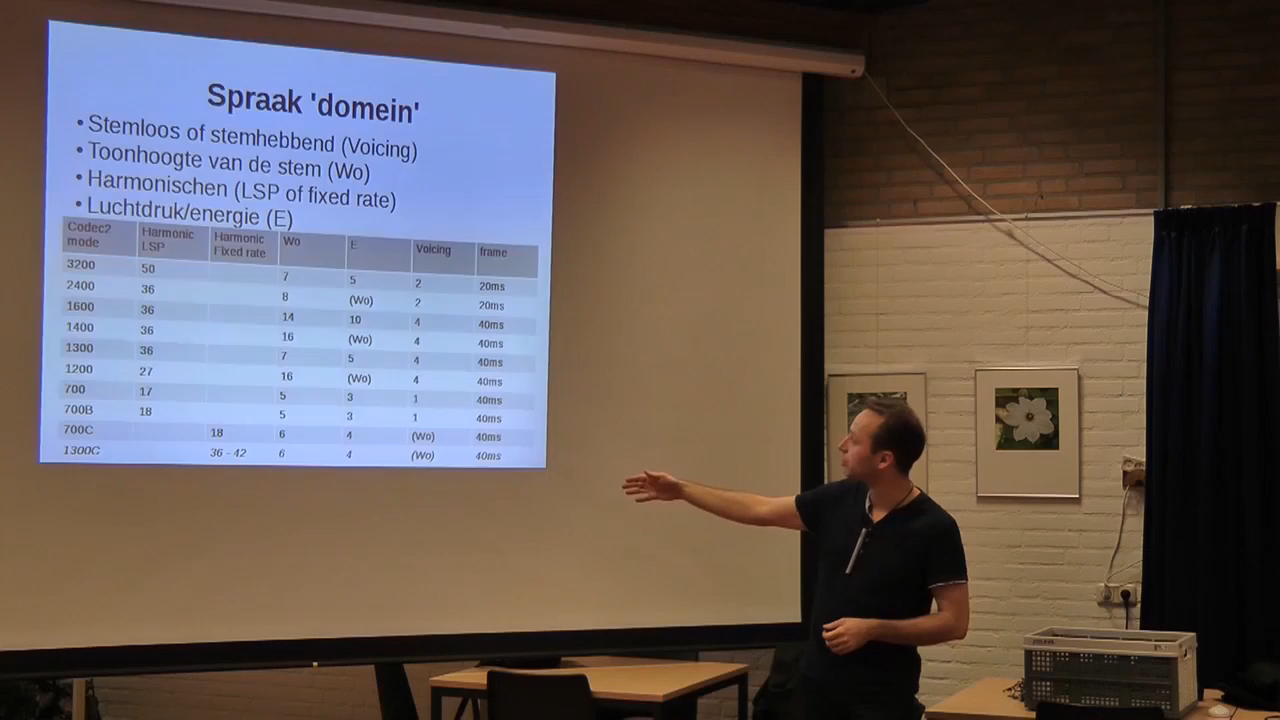 Spraak 'domein'
• Stemloos of stemhebbend (Voicing)
• Toonhoogte van de stem (Wo)
• Harmonischen (LSP of fixed rate)
• Luchtdruk/energie (E)
Codec2 mode Harmonic LSP Harmonic Fixed rate Wo E Voicing frame
3200 50 7 5 2 20ms
2400 36 8 (Wo) 2 20ms
1600 36 14 10 4 40ms
1400 36 16 (Wo) 4 40ms
1300 36 7 5 4 40ms
1200 27 16 (Wo) 4 40ms
700 17 5 3 1 40ms
700B 18 5 3 1 40ms
700C 18 6 4 (Wo) 40ms
1300C 36 - 42 6 4 (Wo) 40ms